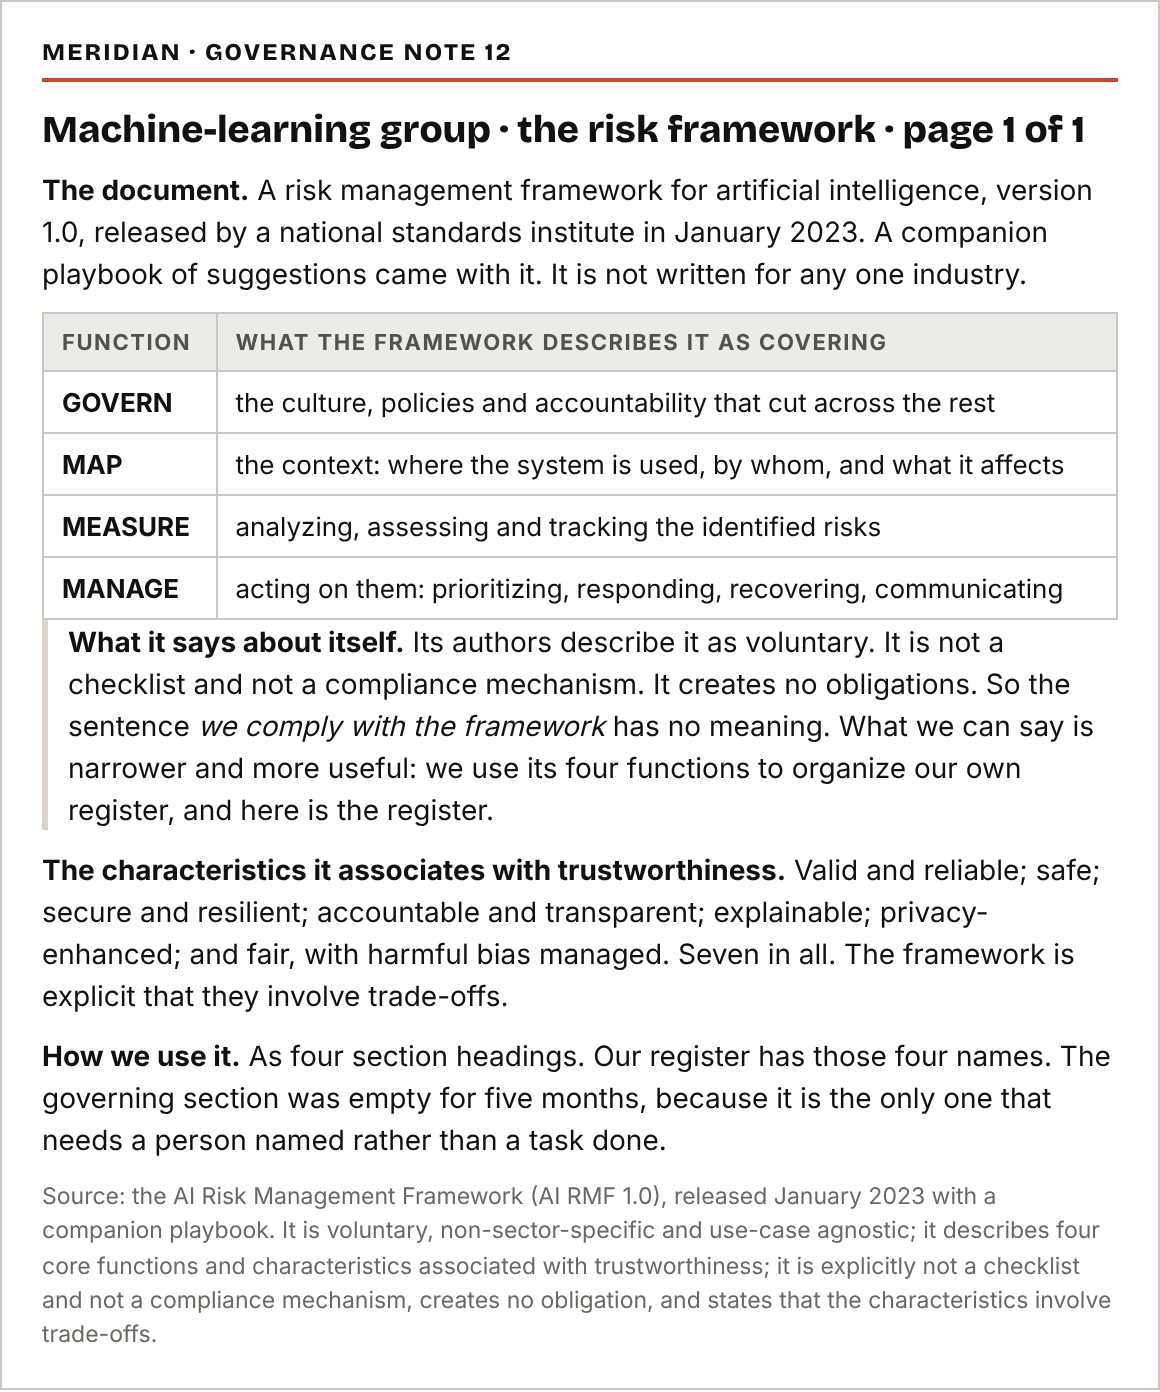 MERIDIAN · GOVERNANCE NOTE 12
Machine-learning group · the risk framework · page 1 of 1
The document. A risk management framework for artificial intelligence, version
1.0, released by a national standards institute in January 2023. A companion
playbook of suggestions came with it. It is not written for any one industry.
FUNCTION WHAT THE FRAMEWORK DESCRIBES IT AS COVERING
GOVERN the culture, policies and accountability that cut across the rest
MAP the context: where the system is used, by whom, and what it affects
MEASURE analyzing, assessing and tracking the identified risks
MANAGE acting on them: prioritizing, responding, recovering, communicating
What it says about itself. Its authors describe it as voluntary. It is not a
checklist and not a compliance mechanism. It creates no obligations. So the
sentence we comply with the framework has no meaning. What we can say is
narrower and more useful: we use its four functions to organize our own
register, and here is the register.
The characteristics it associates with trustworthiness. Valid and reliable; safe;
secure and resilient; accountable and transparent; explainable; privacy-
enhanced; and fair, with harmful bias managed. Seven in all. The framework is
explicit that they involve trade-offs.
How we use it. As four section headings. Our register has those four names. The
governing section was empty for five months, because it is the only one that
needs a person named rather than a task done.
Source: the AI Risk Management Framework (AI RMF 1.0), released January 2023 with a
companion playbook. It is voluntary, non-sector-specific and use-case agnostic; it describes four
core functions and characteristics associated with trustworthiness; it is explicitly not a checklist
and not a compliance mechanism, creates no obligation, and states that the characteristics involve
trade-offs.